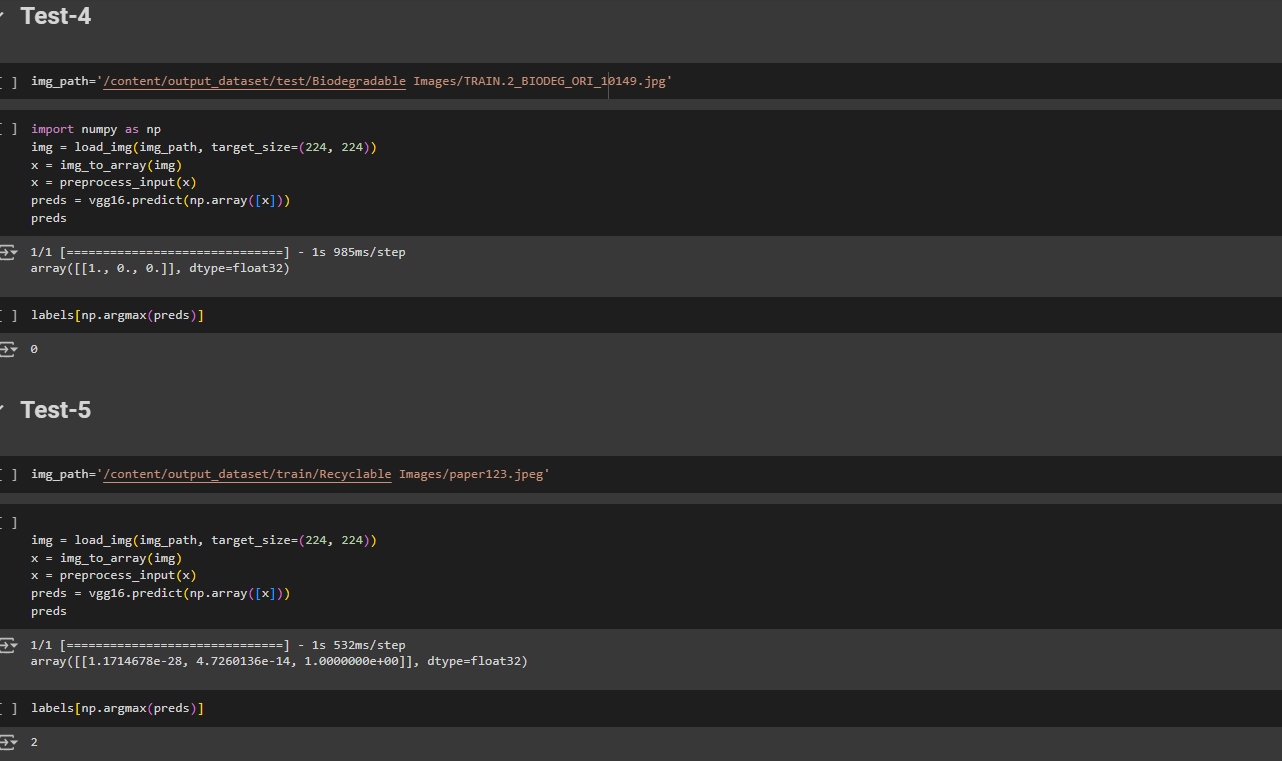 Test-4
[ ] img_path='/content/output_dataset/test/Biodegradable Images/TRAIN.2_BIODEG_ORI_10149.jpg'
[ ] import numpy as np
img = load_img(img_path, target_size=(224, 224))
x = img_to_array(img)
x = preprocess_input(x)
preds = vgg16.predict(np.array([x]))
preds
1/1 [==============================] - 1s 985ms/step
array([[1., 0., 0.]], dtype=float32)
[ ] labels[np.argmax(preds)]
0
Test-5
[ ] img_path='/content/output_dataset/train/Recyclable Images/paper123.jpeg'
[ ]
img = load_img(img_path, target_size=(224, 224))
x = img_to_array(img)
x = preprocess_input(x)
preds = vgg16.predict(np.array([x]))
preds
1/1 [==============================] - 1s 532ms/step
array([[1.1714678e-28, 4.7260136e-14, 1.0000000e+00]], dtype=float32)
[ ] labels[np.argmax(preds)]
2